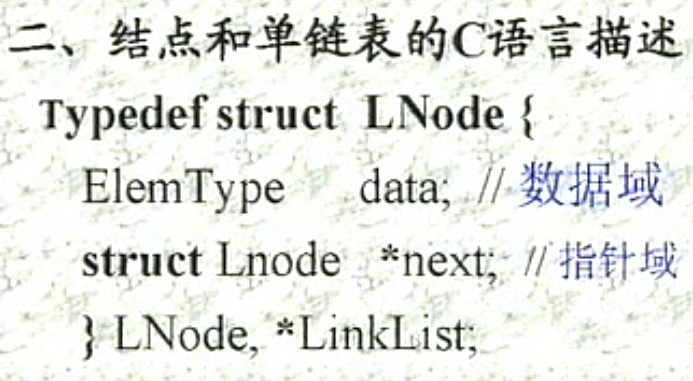 二、结点和单链表的C语言描述
Typedef struct LNode {
ElemType data; // 数据域
struct Lnode *next; // 指针域
} LNode, *LinkList;